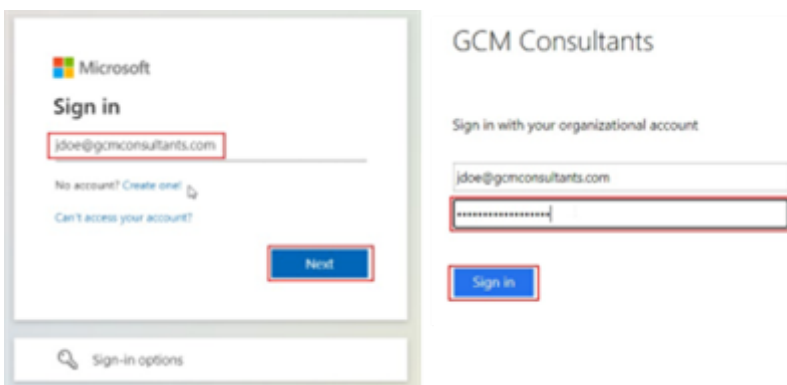 Microsoft
Sign in
jdoe@gcmconsultants.com
No account? Create one!
Can't access your account?
Next
Sign-in options
GCM Consultants
Sign in with your organizational account
jdoe@gcmconsultants.com
Sign in